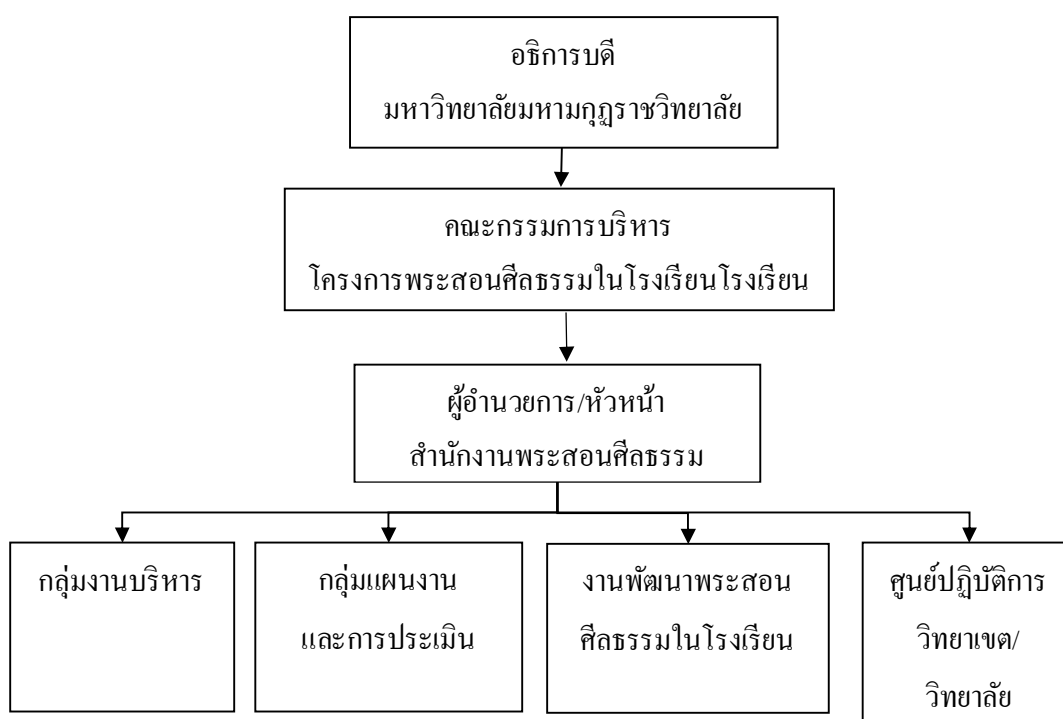 อธิการบดี
มหาวิทยาลัยมหามกุฏราชวิทยาลัย
คณะกรรมการบริหาร
โครงการพระสอนศีลธรรมในโรงเรียนโรงเรียน
ผู้อำนวยการ/หัวหน้า
สำนักงานพระสอนศีลธรรม
กลุ่มงานบริหาร
กลุ่มแผนงาน
และการประเมิน
งานพัฒนาพระสอน
ศีลธรรมในโรงเรียน
ศูนย์ปฏิบัติการ
วิทยาเขต/
วิทยาลัย